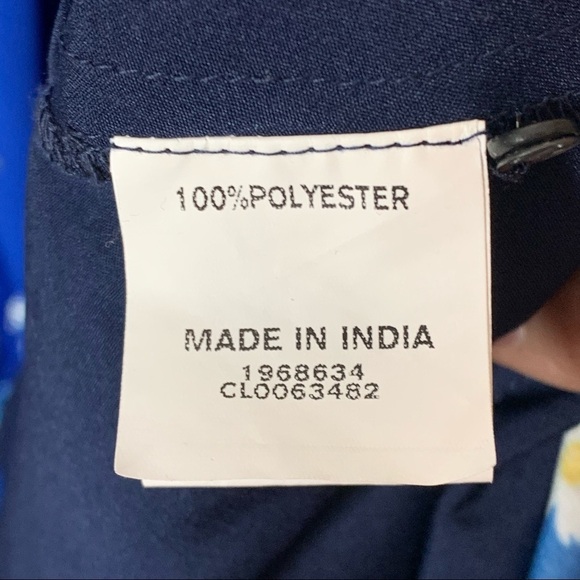 100%POLYESTER
MADE IN INDIA
1968634
CL0063482